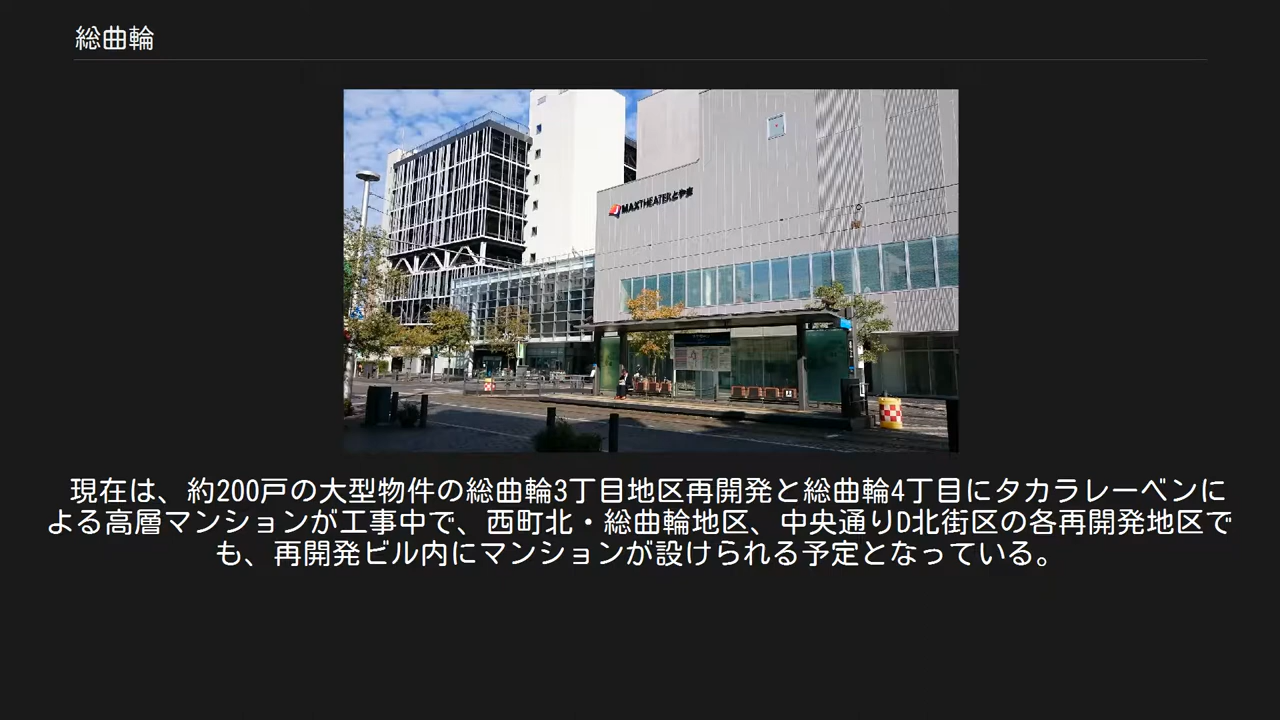 総曲輪
MAXTHEATERとやま
現在は、約200戸の大型物件の総曲輪3丁目地区再開発と総曲輪4丁目にタカラレーベンに
よる高層マンションが工事中で、西町北・総曲輪地区、中央通りD北街区の各再開発地区で
も、再開発ビル内にマンションが設けられる予定となっている。